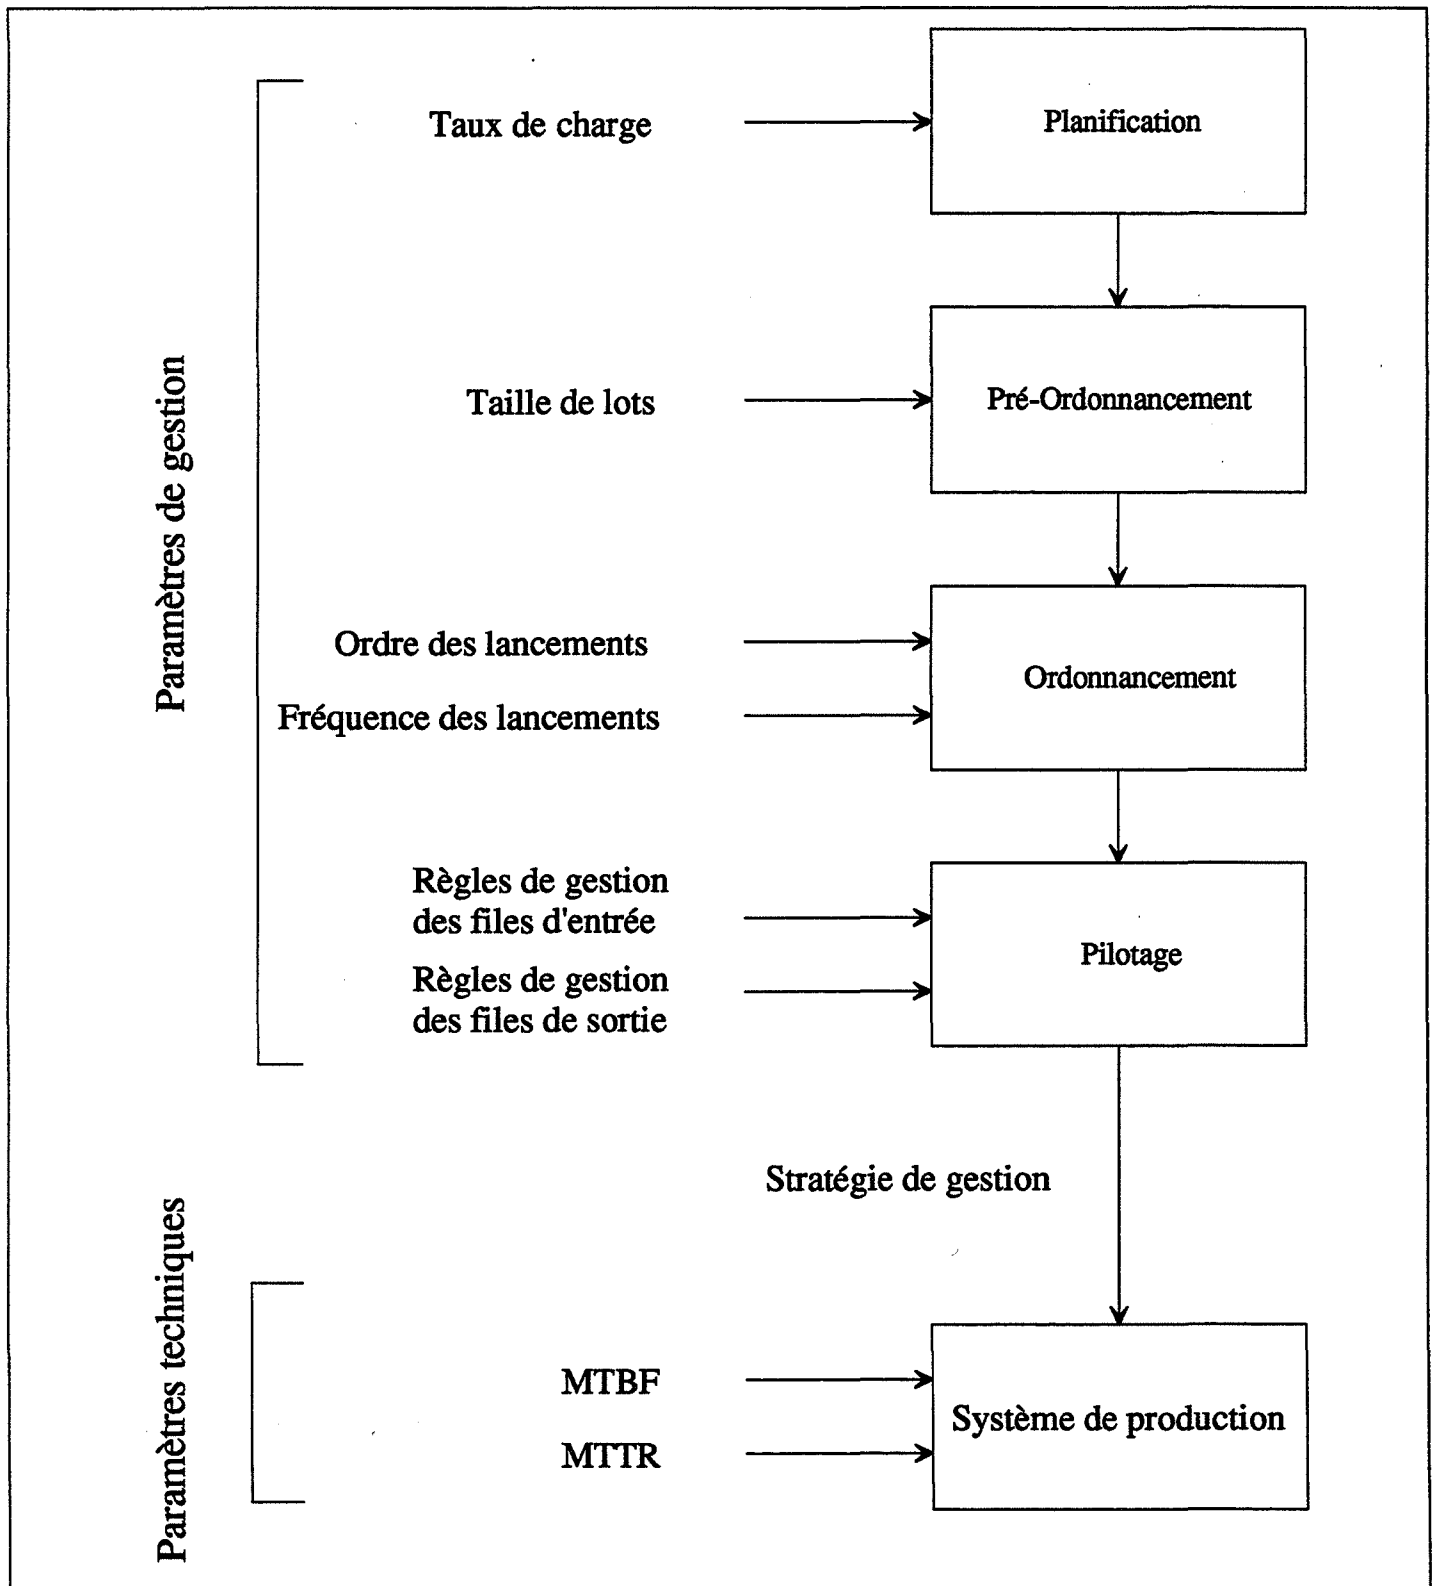 Paramètres de gestion
Taux de charge
Planification
Taille de lots
Pré-Ordonnancement
Ordre des lancements
Fréquence des lancements
Ordonnancement
Règles de gestion
des files d'entrée
Règles de gestion
des files de sortie
Pilotage
Stratégie de gestion
Paramètres techniques
MTBF
MTTR
Système de production